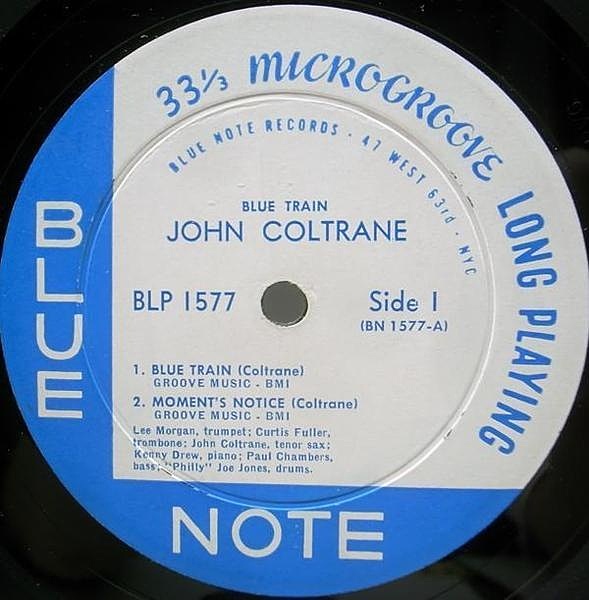 33⅓ MICROGROOVE LONG PLAYING
BLUE NOTE RECORDS · 47 WEST 63rd · NYC
BLUE TRAIN
JOHN COLTRANE
BLP 1577
Side 1
(BN 1577-A)
1. BLUE TRAIN (Coltrane)
GROOVE MUSIC - BMI
2. MOMENT'S NOTICE (Coltrane)
GROOVE MUSIC - BMI
Lee Morgan, trumpet; Curtis Fuller,
trombone; John Coltrane, tenor sax;
Kenny Drew, piano; Paul Chambers,
bass; "Philly" Joe Jones, drums.
BLUE
NOTE